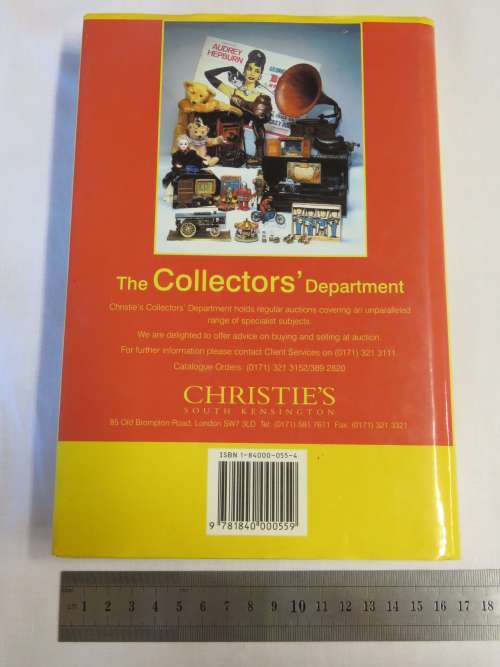 AUDREY
HEPBURN
The Collectors' Department
Christie's Collectors' Department holds regular auctions covering an unparalleled
range of specialist subjects.
We are delighted to offer advice on buying and selling at auction.
For further information please contact Client Services on (0171) 321 3111.
Catalogue Orders: (0171) 321 3152/389 2820
CHRISTIE'S
SOUTH KENSINGTON
85 Old Brompton Road, London SW7 3LD Tel: (0171) 581 7611 Fax: (0171) 321 3321
ISBN 1-84000-055-4
9 781840 000559
cm 1 2 3 4 5 6 7 8 9 10 11 12 13 14 15 16 17 18